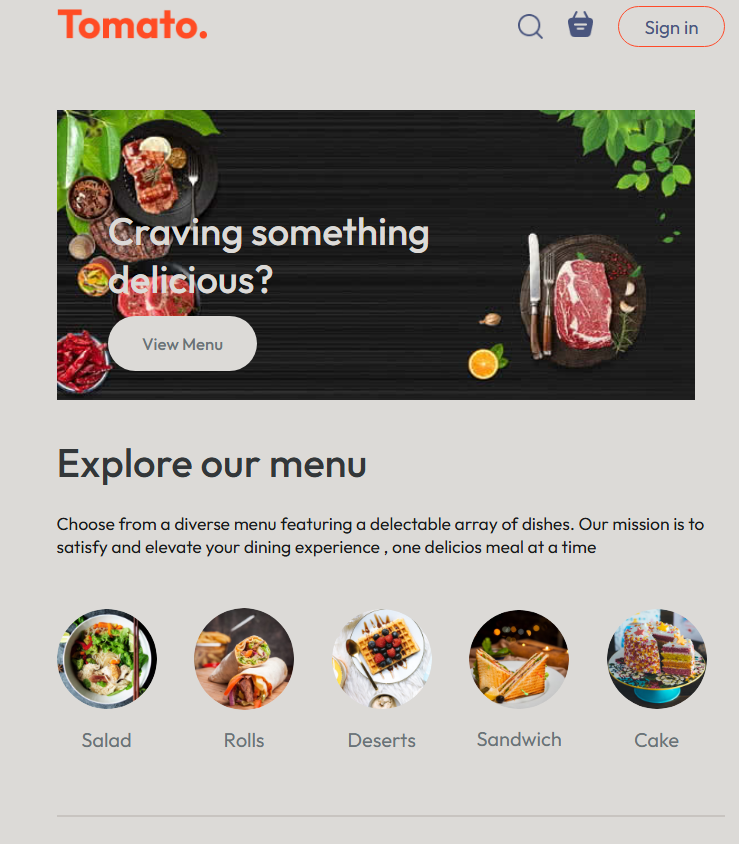 Tomato.
Sign in
Craving something
delicious?
View Menu
Explore our menu
Choose from a diverse menu featuring a delectable array of dishes. Our mission is to
satisfy and elevate your dining experience , one delicios meal at a time
Salad
Rolls
Deserts
Sandwich
Cake